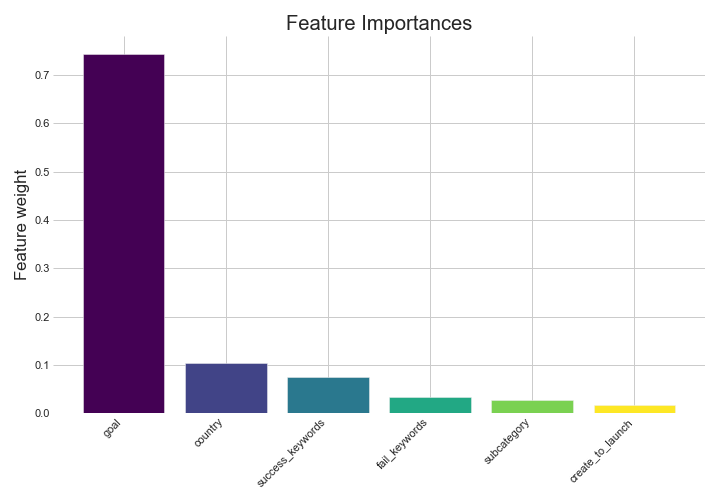 Feature Importances
Feature weight
0.7
0.6
0.5
0.4
0.3
0.2
0.1
0.0
goal
country
success_keywords
fail_keywords
subcategory
create_to_launch